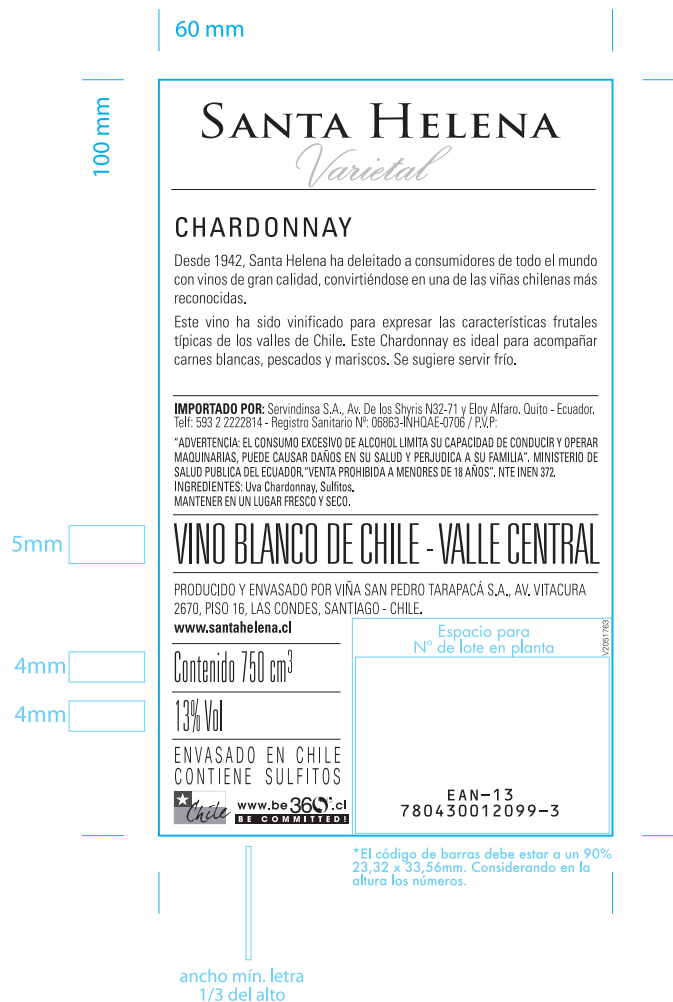 60 mm
100 mm
SANTA HELENA
Varietal
CHARDONNAY
Desde 1942, Santa Helena ha deleitado a consumidores de todo el mundo
con vinos de gran calidad, convirtiéndose en una de las viñas chilenas más
reconocidas.
Este vino ha sido vinificado para expresar las características frutales
típicas de los valles de Chile. Este Chardonnay es ideal para acompañar
carnes blancas, pescados y mariscos. Se sugiere servir frío.
IMPORTADO POR: Servindinsa S.A., Av. De los Shyris N32-71 y Eloy Alfaro. Quito - Ecuador.
Telf: 593 2 2222814 - Registro Sanitario Nº: 06863-INHQAE-0706 / P.V.P:
“ADVERTENCIA: EL CONSUMO EXCESIVO DE ALCOHOL LIMITA SU CAPACIDAD DE CONDUCIR Y OPERAR
MAQUINARIAS, PUEDE CAUSAR DAÑOS EN SU SALUD Y PERJUDICA A SU FAMILIA”. MINISTERIO DE
SALUD PUBLICA DEL ECUADOR.“VENTA PROHIBIDA A MENORES DE 18 AÑOS”. NTE INEN 372.
INGREDIENTES: Uva Chardonnay, Sulfitos.
MANTENER EN UN LUGAR FRESCO Y SECO.
5mm
VINO BLANCO DE CHILE - VALLE CENTRAL
PRODUCIDO Y ENVASADO POR VIÑA SAN PEDRO TARAPACÁ S.A., AV. VITACURA
2670, PISO 16, LAS CONDES, SANTIAGO - CHILE.
www.santahelena.cl
Espacio para
Nº de lote en planta
V2051763
4mm
Contenido 750 cm³
4mm
13% Vol
ENVASADO EN CHILE
CONTIENE SULFITOS
Chile
www.be360°.cl
BE COMMITTED!
EAN-13
780430012099-3
*El código de barras debe estar a un 90%
23,32 x 33,56mm. Considerando en la
altura los números.
ancho mín. letra
1/3 del alto